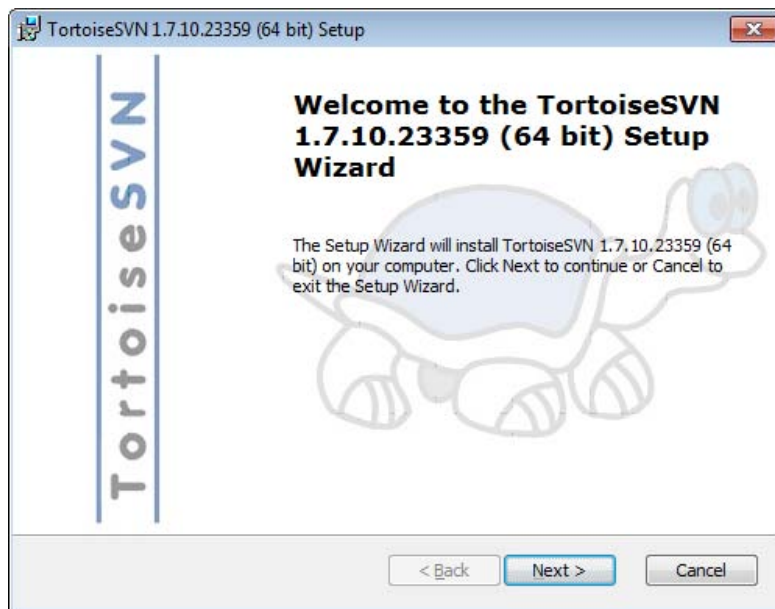 TortoiseSVN 1.7.10.23359 (64 bit) Setup
TortoiseSVN
Welcome to the TortoiseSVN
1.7.10.23359 (64 bit) Setup
Wizard
The Setup Wizard will install TortoiseSVN 1.7.10.23359 (64
bit) on your computer. Click Next to continue or Cancel to
exit the Setup Wizard.
< Back
Next >
Cancel